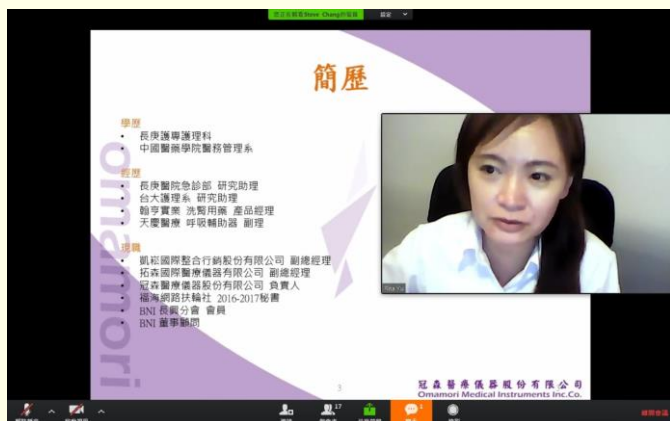 簡歷
學歷
• 長庚護專護理科
• 中國醫藥學院醫務管理系
經歷
• 長庚醫院急診部 研究助理
• 台大護理系 研究助理
• 翰亨實業 洗腎用藥 產品經理
• 天慶醫療 呼吸輔助器 副理
現職
• 凱崧國際整合行銷股份有限公司 副總經理
• 拓森國際醫療儀器有限公司 副總經理
• 冠森醫療儀器股份有限公司 負責人
• 福海網路扶輪社 2016-2017秘書
• BNI 長興分會 會員
• BNI 董事顧問
omamori
3
冠森醫療儀器股份有限公司
Omamori Medical Instruments Inc.Co.
17
1